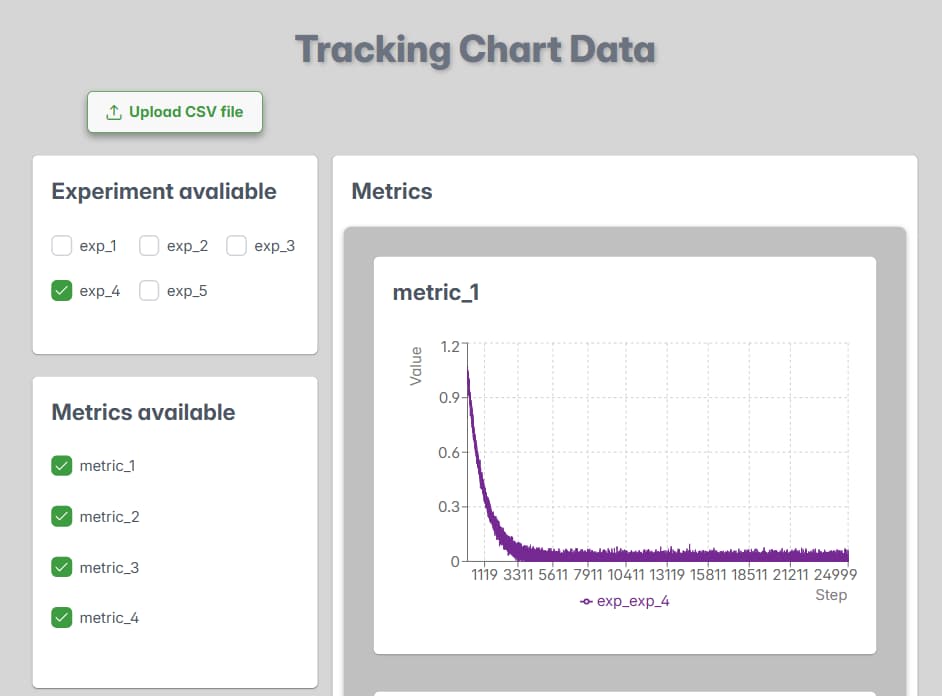 Tracking Chart Data
Upload CSV file
Experiment avaliable
exp_1 exp_2 exp_3
exp_4 exp_5
Metrics available
metric_1
metric_2
metric_3
metric_4
Metrics
metric_1
Value
1.2
0.9
0.6
0.3
0
1119 3311 5611 7911 10411 13119 15811 18511 21211 24999
Step
exp_exp_4